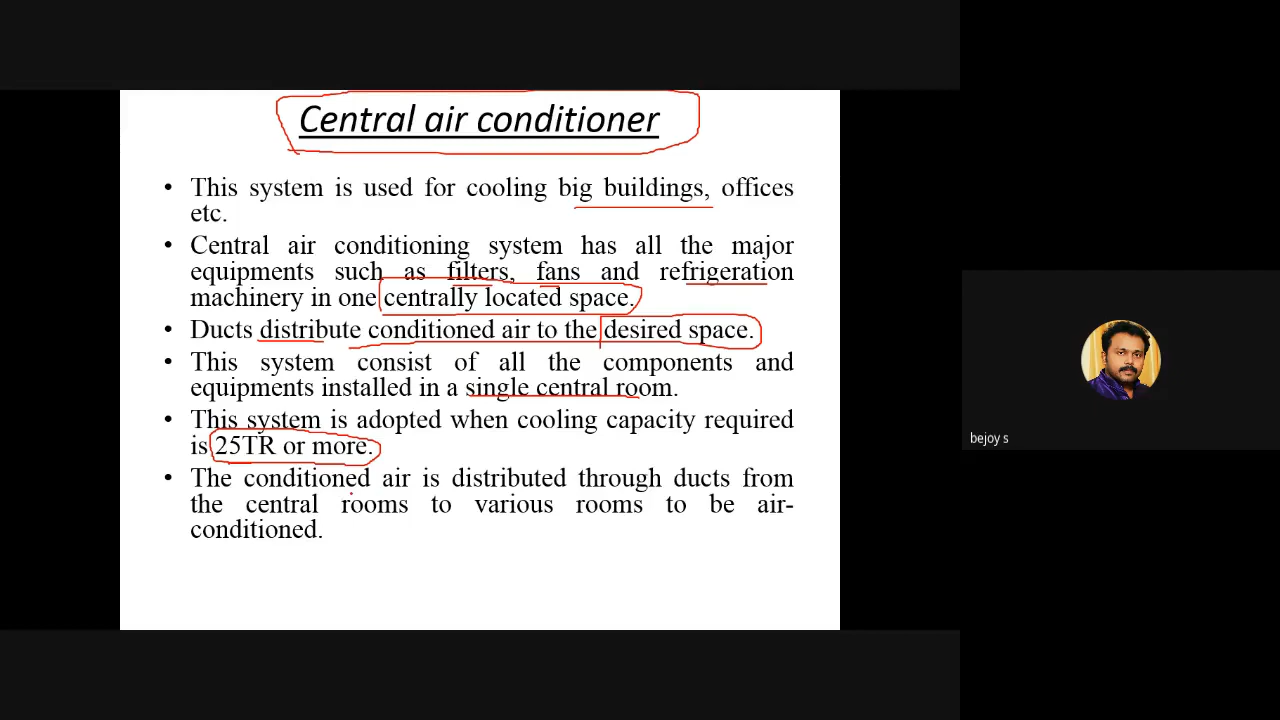 Central air conditioner
• This system is used for cooling big buildings, offices
etc.
• Central air conditioning system has all the major
equipments such as filters, fans and refrigeration
machinery in one centrally located space.
• Ducts distribute conditioned air to the desired space.
• This system consist of all the components and
equipments installed in a single central room.
• This system is adopted when cooling capacity required
is 25TR or more.
• The conditioned air is distributed through ducts from
the central rooms to various rooms to be air-
conditioned.
bejoy s